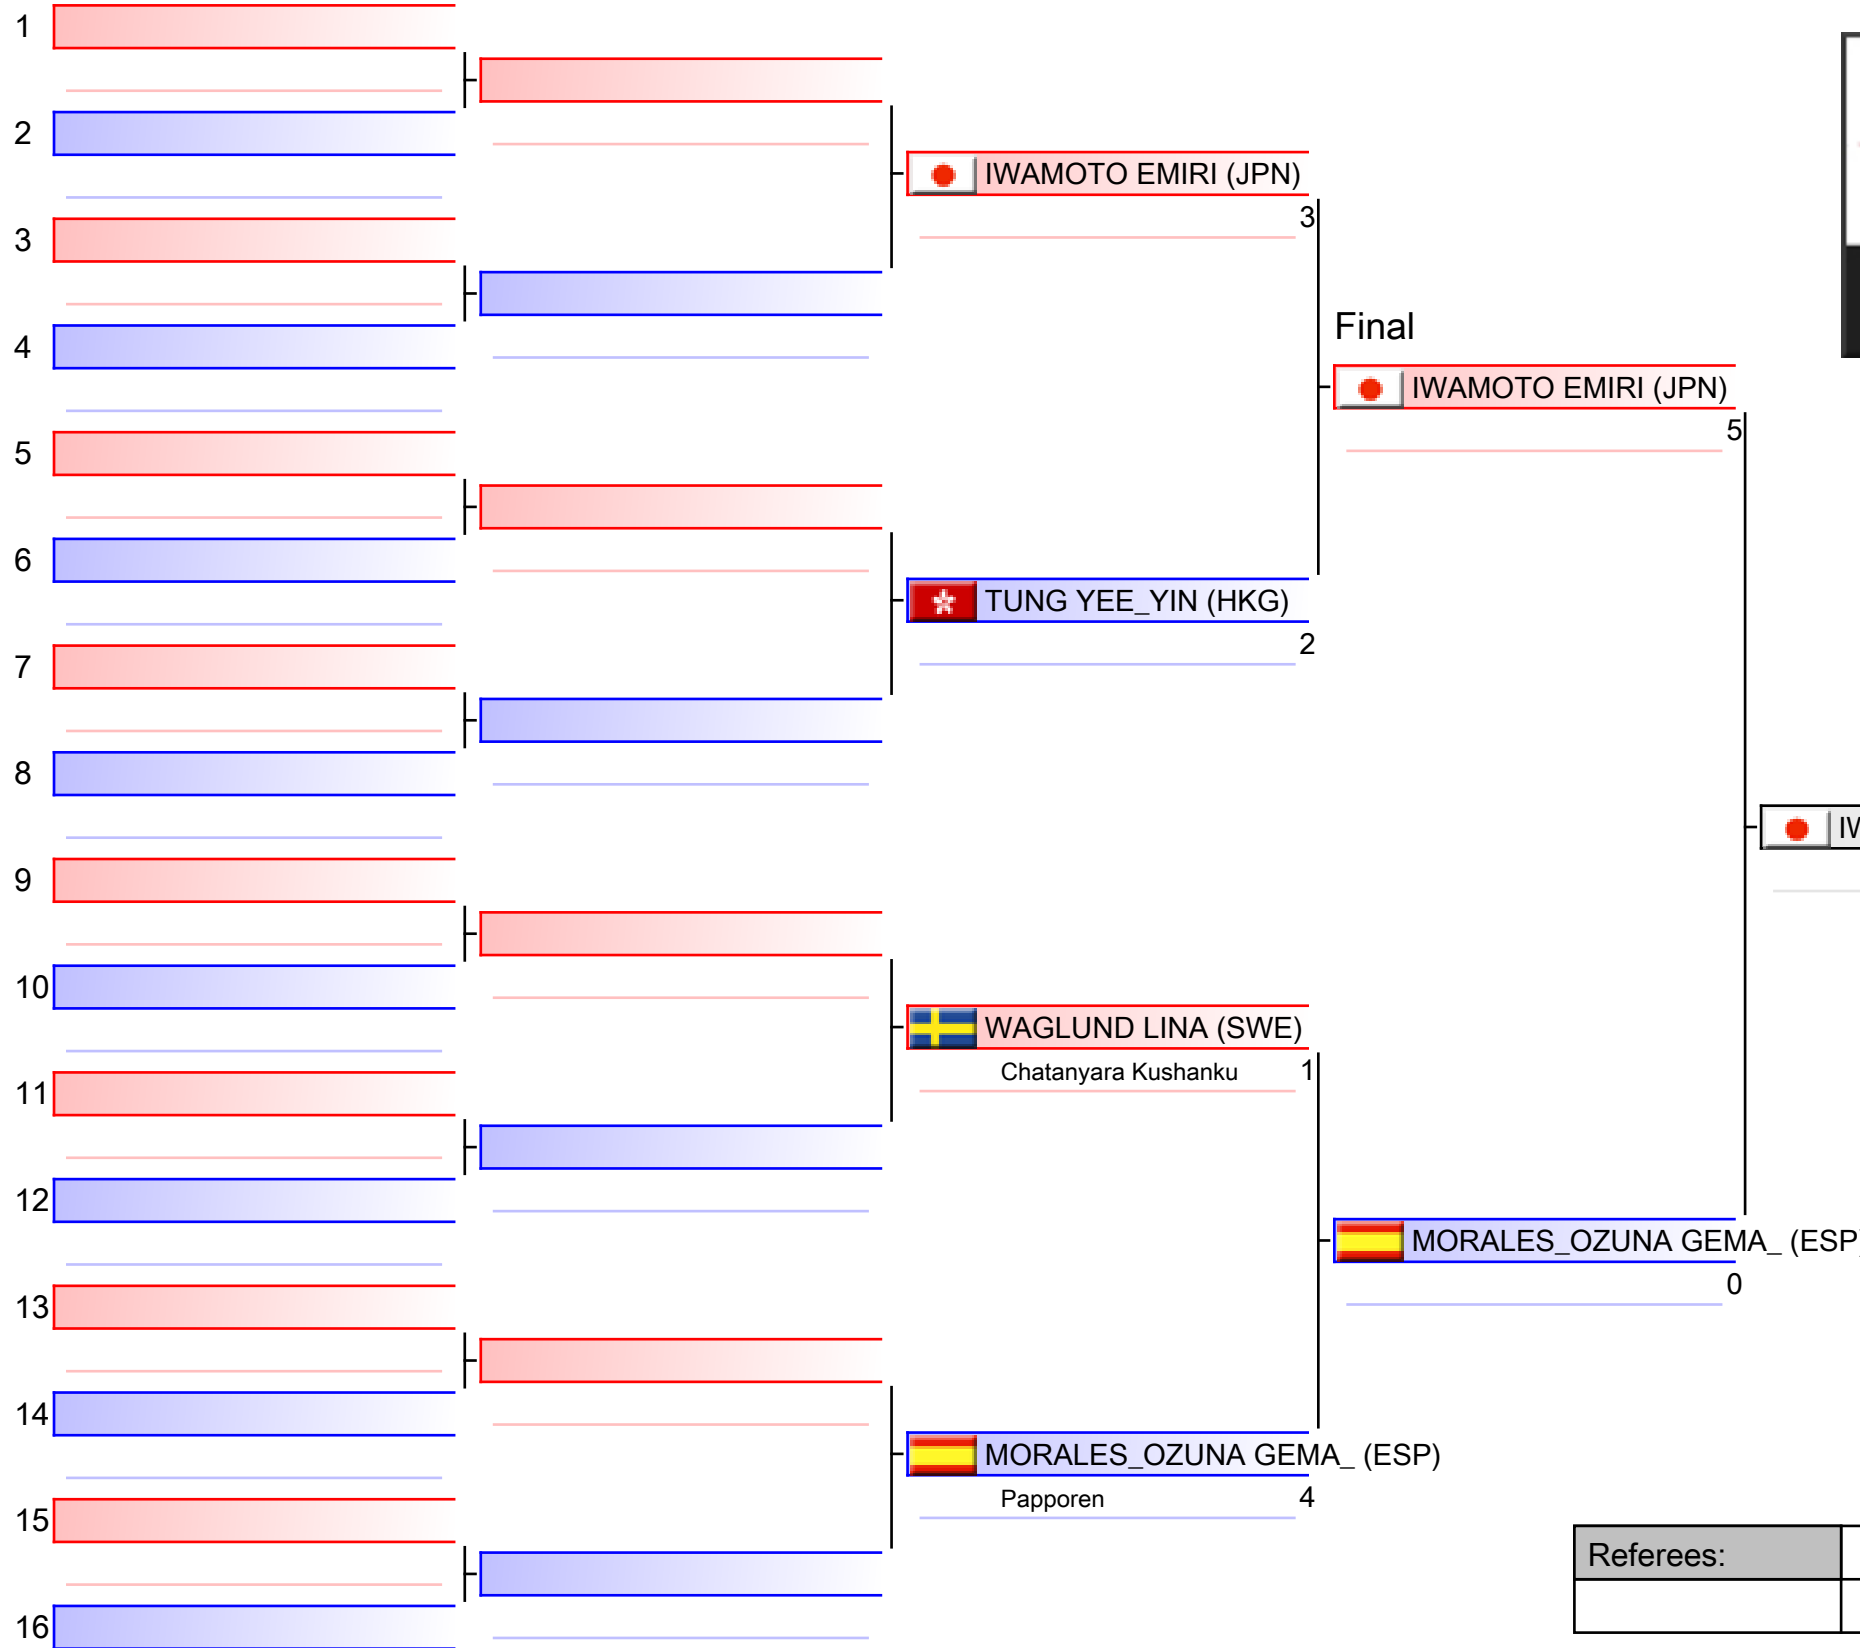 1
2
IWAMOTO EMIRI (JPN)
3
3
Final
4
IWAMOTO EMIRI (JPN)
5
5
6
TUNG YEE_YIN (HKG)
2
7
8
9
10
WAGLUND LINA (SWE)
Chatanyara Kushanku 1
11
12
MORALES_OZUNA GEMA_ (ESP)
0
13
14
MORALES_OZUNA GEMA_ (ESP)
Papporen 4
15
Referees:
16